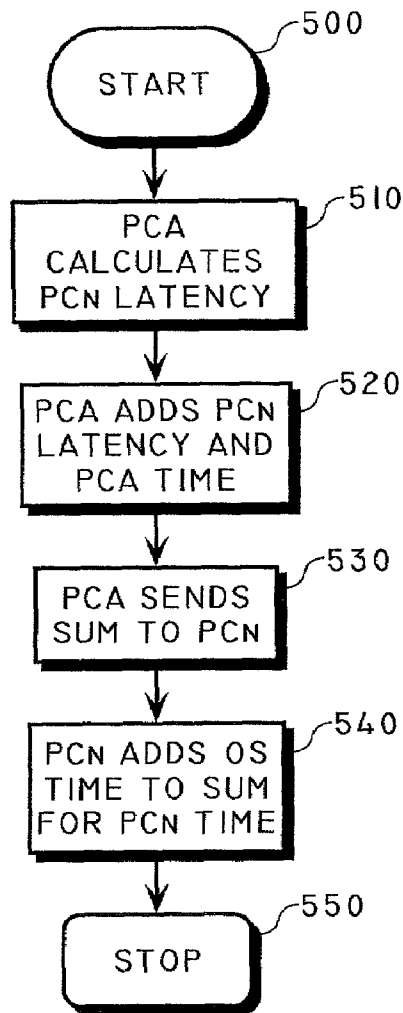 500
START
510
PCA
CALCULATES
PCN LATENCY
520
PCA ADDS PCN
LATENCY AND
PCA TIME
530
PCA SENDS
SUM TO PCN
540
PCN ADDS OS
TIME TO SUM
FOR PCN TIME
550
STOP